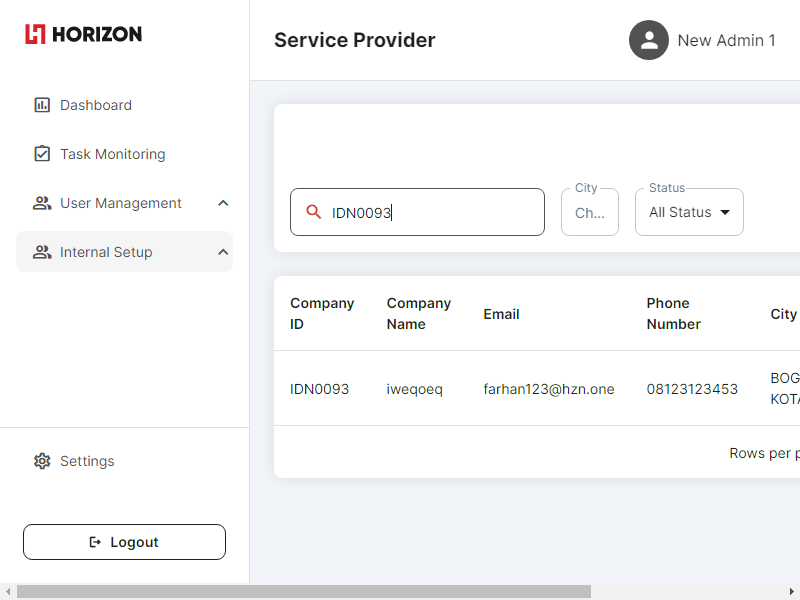 HORIZON
Service Provider
New Admin 1
Dashboard
Task Monitoring
User Management
Internal Setup
Settings
Logout
IDN0093
City
Ch...
Status
All Status
Company ID
Company Name
Email
Phone Number
City
IDN0093
iweqoeq
farhan123@hzn.one
08123123453
BOG
KOTA
Rows per p